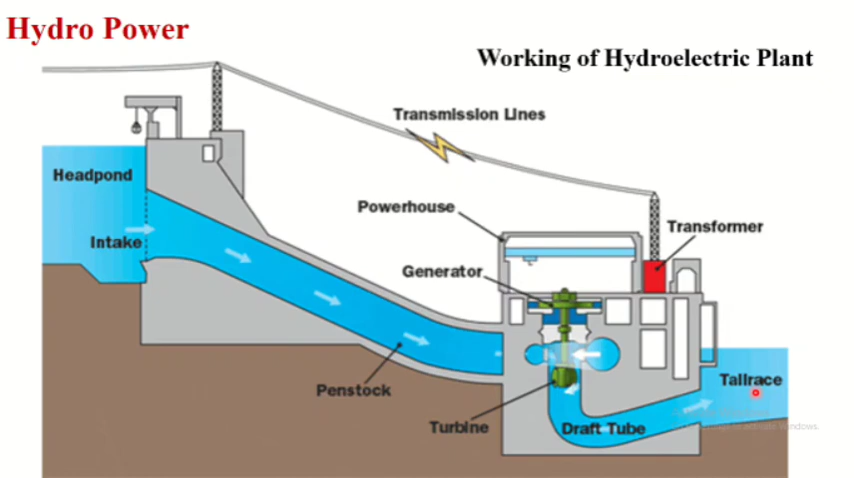 Hydro Power
Working of Hydroelectric Plant
Transmission Lines
Headpond
Powerhouse
Transformer
Intake
Generator
Tailrace
Penstock
Turbine
Draft Tube